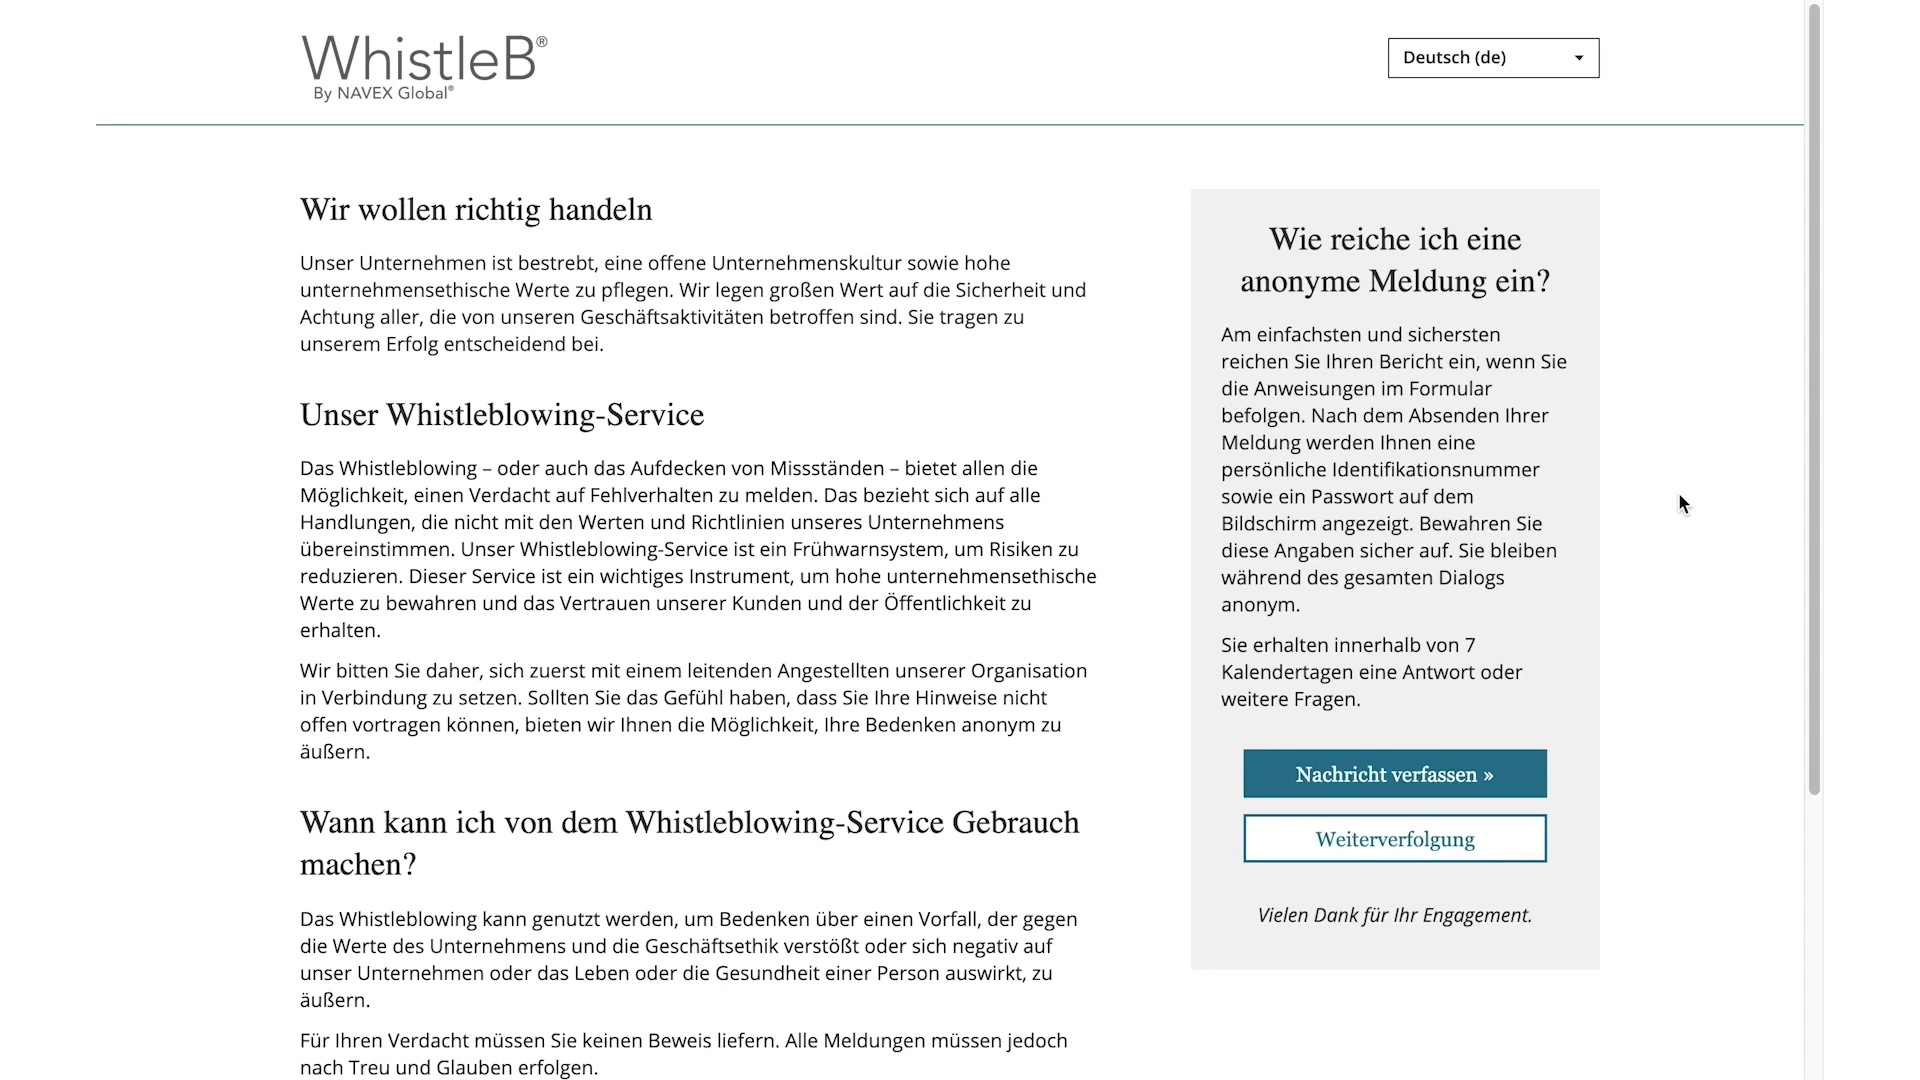 WhistleB®
By NAVEX Global®
Deutsch (de)
Wir wollen richtig handeln
Unser Unternehmen ist bestrebt, eine offene Unternehmenskultur sowie hohe
unternehmensethische Werte zu pflegen. Wir legen großen Wert auf die Sicherheit und
Achtung aller, die von unseren Geschäftsaktivitäten betroffen sind. Sie tragen zu
unserem Erfolg entscheidend bei.
Unser Whistleblowing-Service
Das Whistleblowing – oder auch das Aufdecken von Missständen – bietet allen die
Möglichkeit, einen Verdacht auf Fehlverhalten zu melden. Das bezieht sich auf alle
Handlungen, die nicht mit den Werten und Richtlinien unseres Unternehmens
übereinstimmen. Unser Whistleblowing-Service ist ein Frühwarnsystem, um Risiken zu
reduzieren. Dieser Service ist ein wichtiges Instrument, um hohe unternehmensethische
Werte zu bewahren und das Vertrauen unserer Kunden und der Öffentlichkeit zu
erhalten.
Wir bitten Sie daher, sich zuerst mit einem leitenden Angestellten unserer Organisation
in Verbindung zu setzen. Sollten Sie das Gefühl haben, dass Sie Ihre Hinweise nicht
offen vortragen können, bieten wir Ihnen die Möglichkeit, Ihre Bedenken anonym zu
äußern.
Wann kann ich von dem Whistleblowing-Service Gebrauch
machen?
Das Whistleblowing kann genutzt werden, um Bedenken über einen Vorfall, der gegen
die Werte des Unternehmens und die Geschäftsethik verstößt oder sich negativ auf
unser Unternehmen oder das Leben oder die Gesundheit einer Person auswirkt, zu
äußern.
Für Ihren Verdacht müssen Sie keinen Beweis liefern. Alle Meldungen müssen jedoch
nach Treu und Glauben erfolgen.
Wie reiche ich eine
anonyme Meldung ein?
Am einfachsten und sichersten
reichen Sie Ihren Bericht ein, wenn Sie
die Anweisungen im Formular
befolgen. Nach dem Absenden Ihrer
Meldung werden Ihnen eine
persönliche Identifikationsnummer
sowie ein Passwort auf dem
Bildschirm angezeigt. Bewahren Sie
diese Angaben sicher auf. Sie bleiben
während des gesamten Dialogs
anonym.
Sie erhalten innerhalb von 7
Kalendertagen eine Antwort oder
weitere Fragen.
Nachricht verfassen »
Weiterverfolgung
Vielen Dank für Ihr Engagement.